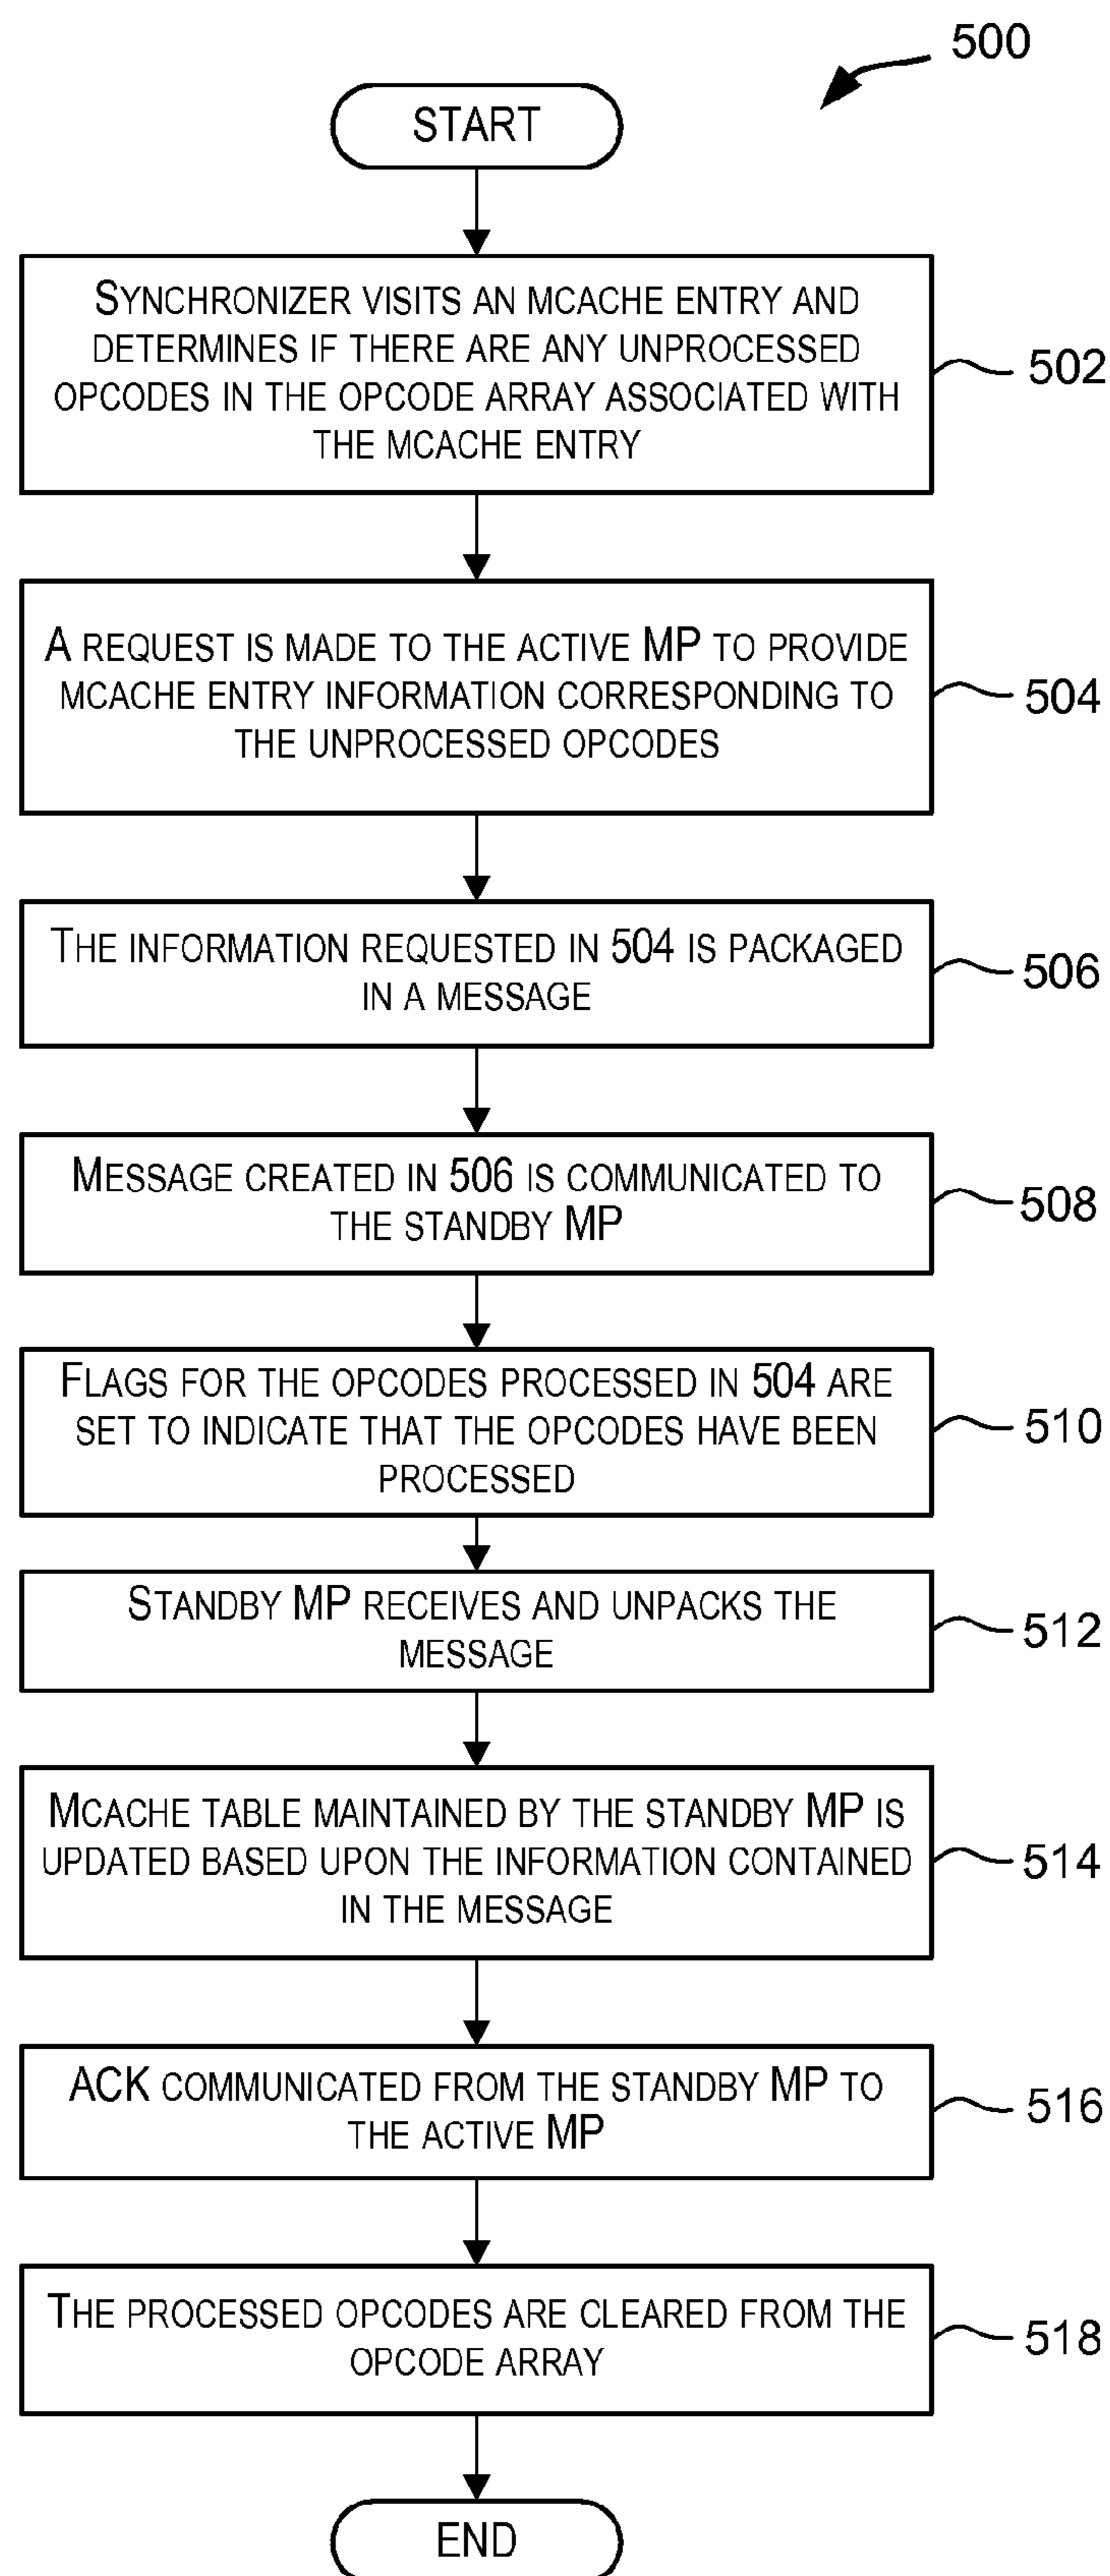 500
START
SYNCHRONIZER VISITS AN MCACHE ENTRY AND
DETERMINES IF THERE ARE ANY UNPROCESSED
OPCODES IN THE OPCODE ARRAY ASSOCIATED WITH
THE MCACHE ENTRY
502
A REQUEST IS MADE TO THE ACTIVE MP TO PROVIDE
MCACHE ENTRY INFORMATION CORRESPONDING TO
THE UNPROCESSED OPCODES
504
THE INFORMATION REQUESTED IN 504 IS PACKAGED
IN A MESSAGE
506
MESSAGE CREATED IN 506 IS COMMUNICATED TO
THE STANDBY MP
508
FLAGS FOR THE OPCODES PROCESSED IN 504 ARE
SET TO INDICATE THAT THE OPCODES HAVE BEEN
PROCESSED
510
STANDBY MP RECEIVES AND UNPACKS THE
MESSAGE
512
MCACHE TABLE MAINTAINED BY THE STANDBY MP IS
UPDATED BASED UPON THE INFORMATION CONTAINED
IN THE MESSAGE
514
ACK COMMUNICATED FROM THE STANDBY MP TO
THE ACTIVE MP
516
THE PROCESSED OPCODES ARE CLEARED FROM THE
OPCODE ARRAY
518
END